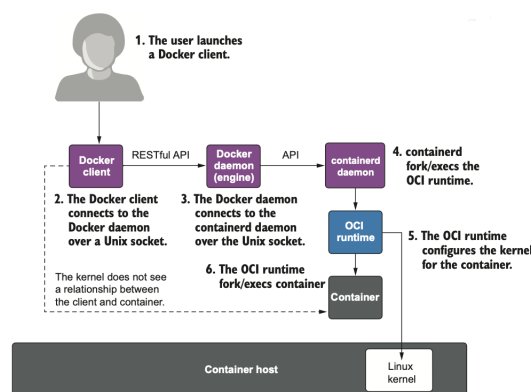 1. The user launches
a Docker client.
Docker
client
RESTful API
Docker
daemon
(engine)
API
containerd
daemon
4. containerd
fork/execs the
OCI runtime.
2. The Docker client
connects to the
Docker daemon
over a Unix socket.
3. The Docker daemon
connects to the
containerd daemon
over the Unix socket.
OCI
runtime
5. The OCI runtime
configures the kernel
for the container.
6. The OCI runtime
fork/execs container
The kernel does not see
a relationship between
the client and container.
Container
Container host
Linux
kernel